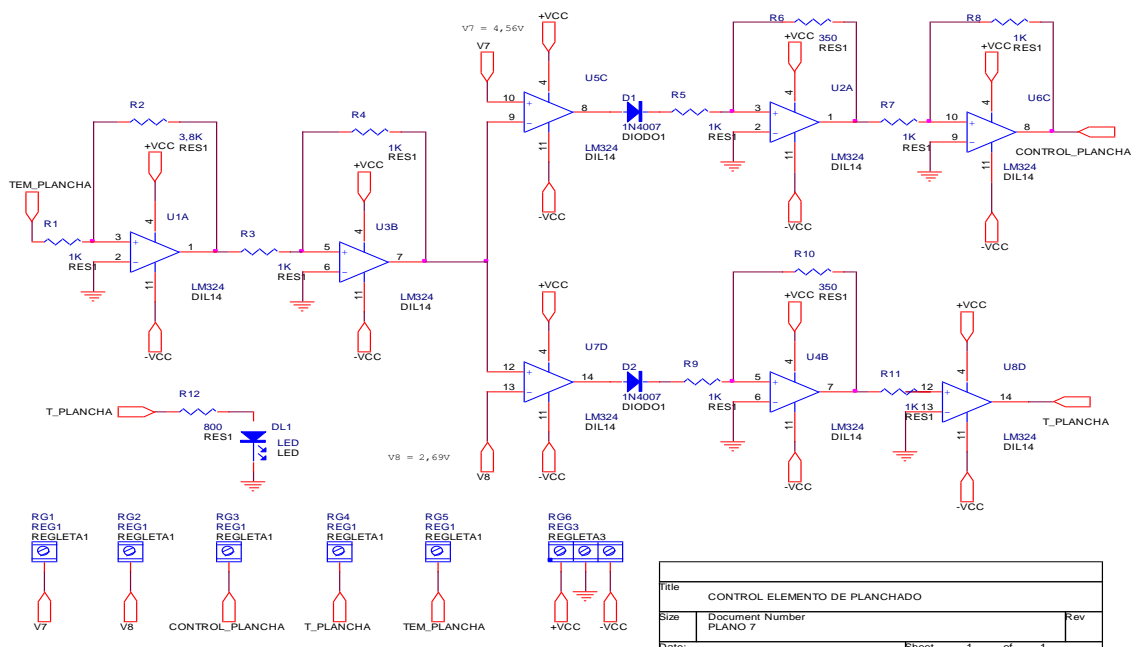 V7 = 4,56V
V7
+VCC
4
U5C
10
9
8
11
LM324
DIL14
-VCC
D1
1N4007
DIODO1
R5
1K
RES1
R6
350
RES1
+VCC
4
U2A
3
2
1
11
LM324
DIL14
-VCC
R7
1K
RES1
R8
1K
RES1
+VCC
4
U6C
10
9
8
11
LM324
DIL14
-VCC
CONTROL_PLANCHA
TEM_PLANCHA
R1
1K
RES1
R2
3,8K
RES1
+VCC
4
U1A
3
2
1
11
LM324
DIL14
-VCC
R3
1K
RES1
R4
1K
RES1
+VCC
4
U3B
5
6
7
11
LM324
DIL14
-VCC
+VCC
4
U7D
12
13
14
11
LM324
DIL14
-VCC
V8 = 2,69V
V8
D2
1N4007
DIODO1
R9
1K
RES1
R10
350
RES1
+VCC
4
U4B
5
6
7
11
LM324
DIL14
-VCC
R11
1K
RES1
+VCC
4
U8D
12
13
14
11
LM324
DIL14
-VCC
T_PLANCHA
T_PLANCHA
R12
800
RES1
DL1
LED
LED
RG1
REG1
REGLETA1
V7
RG2
REG1
REGLETA1
V8
RG3
REG1
REGLETA1
CONTROL_PLANCHA
RG4
REG1
REGLETA1
T_PLANCHA
RG5
REG1
REGLETA1
TEM_PLANCHA
RG6
REG3
REGLETA3
+VCC
-VCC
Title
CONTROL ELEMENTO DE PLANCHADO
Size
Document Number
Rev
PLANO 7
Date:
Sheet 1 of 1